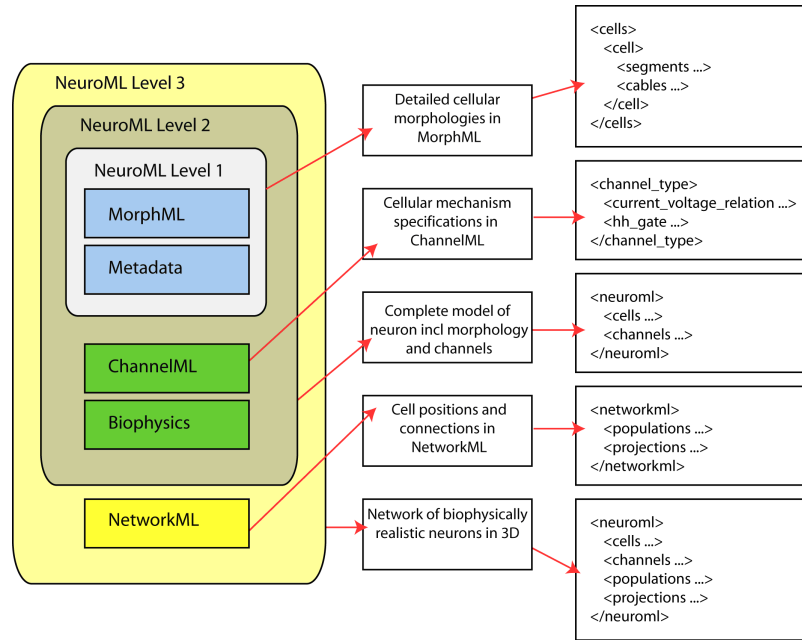 NeuroML Level 3
NeuroML Level 2
NeuroML Level 1
MorphML
Metadata
ChannelML
Biophysics
NetworkML
Detailed cellular
morphologies in
MorphML
Cellular mechanism
specifications in
ChannelML
Complete model of
neuron incl morphology
and channels
Cell positions and
connections in
NetworkML
Network of biophysically
realistic neurons in 3D
<cells>
<cell>
<segments ...>
<cables ...>
</cell>
</cells>
<channel_type>
<current_voltage_relation ...>
<hh_gate ...>
</channel_type>
<neuroml>
<cells ...>
<channels ...>
</neuroml>
<networkml>
<populations ...>
<projections ...>
</networkml>
<neuroml>
<cells ...>
<channels ...>
<populations ...>
<projections ...>
</neuroml>